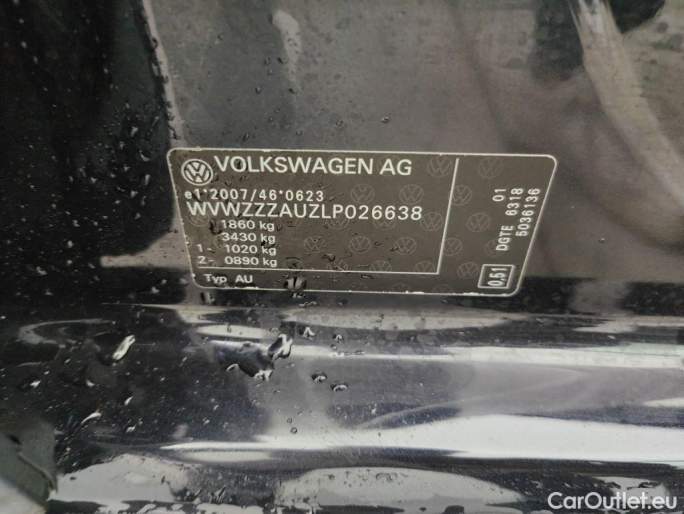 VOLKSWAGEN AG
e1*2007/46*0623
WVWZZZAUZLP026638
1860 kg
3430 kg
1- 1020 kg
2- 0890 kg
Typ AU
01
DGTE 6318
5036136
0,51
CarOutlet.eu